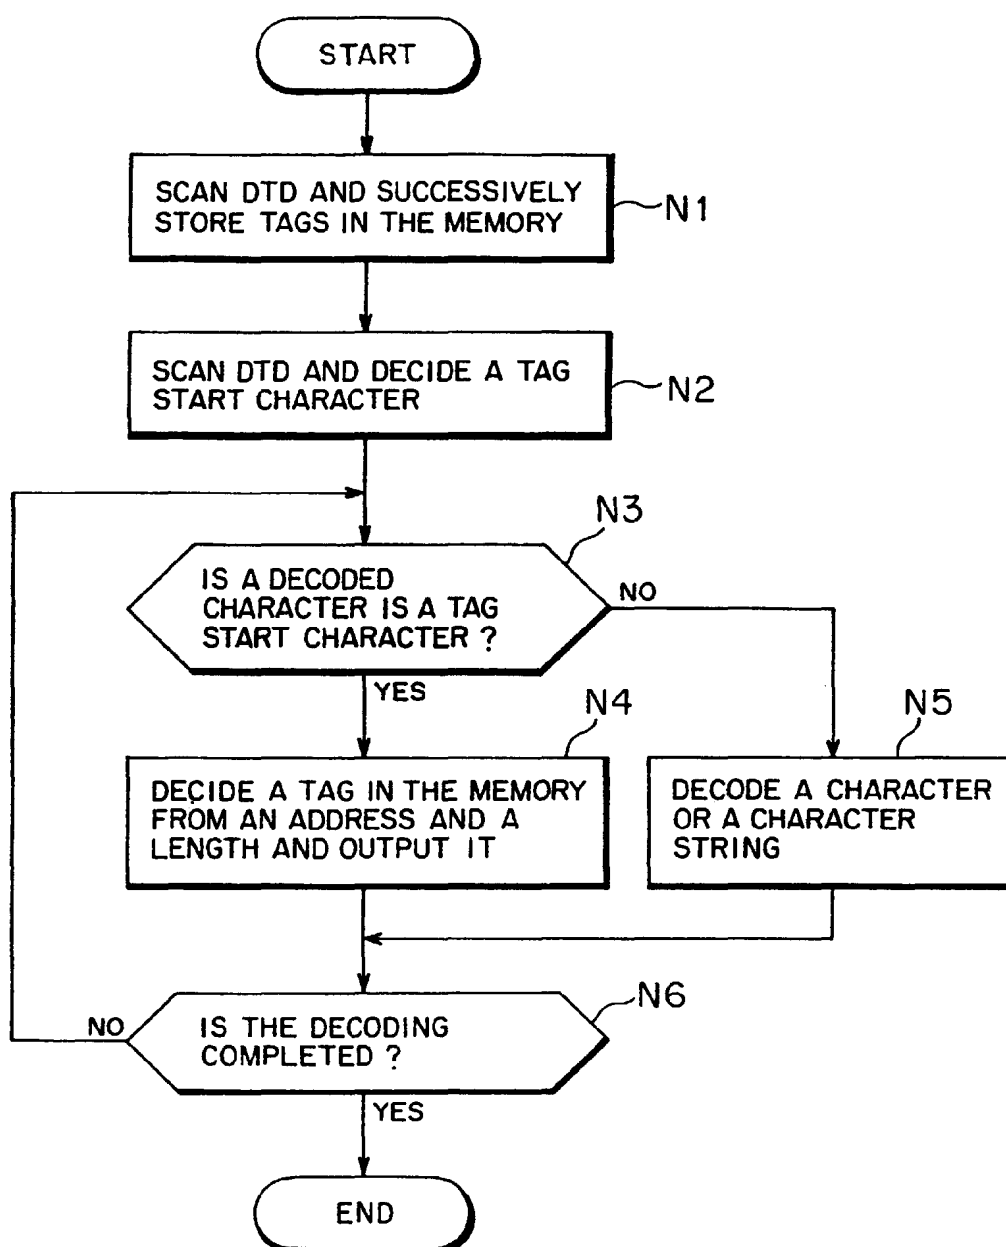 START
SCAN DTD AND SUCCESSIVELY
STORE TAGS IN THE MEMORY
N1
SCAN DTD AND DECIDE A TAG
START CHARACTER
N2
N3
IS A DECODED
CHARACTER IS A TAG
START CHARACTER ?
NO
YES
N4
N5
DECIDE A TAG IN THE MEMORY
FROM AN ADDRESS AND A
LENGTH AND OUTPUT IT
DECODE A CHARACTER
OR A CHARACTER
STRING
N6
NO
IS THE DECODING
COMPLETED ?
YES
END